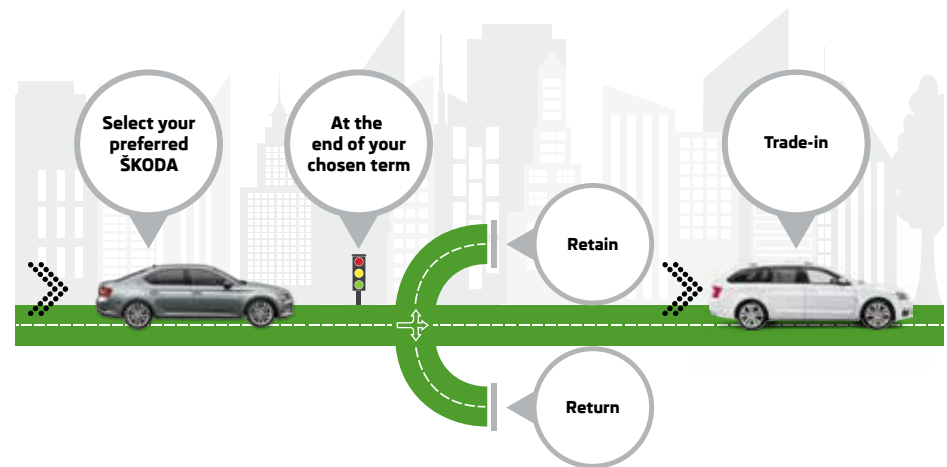 Select your
preferred
ŠKODA
At the
end of your
chosen term
Trade-in
Retain
Return